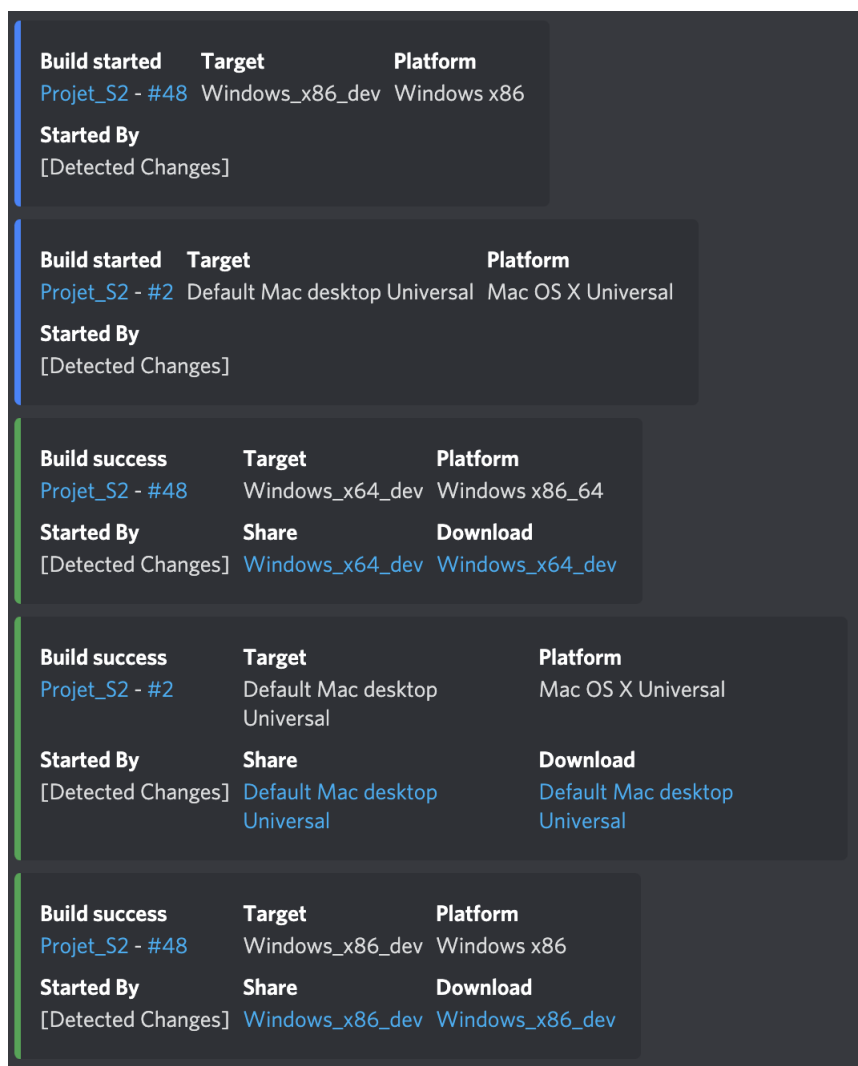 Build started Target Platform
Projet_S2 - #48 Windows_x86_dev Windows x86
Started By
[Detected Changes]
Build started Target Platform
Projet_S2 - #2 Default Mac desktop Universal Mac OS X Universal
Started By
[Detected Changes]
Build success Target Platform
Projet_S2 - #48 Windows_x64_dev Windows x86_64
Started By Share Download
[Detected Changes] Windows_x64_dev Windows_x64_dev
Build success Target Platform
Projet_S2 - #2 Default Mac desktop Mac OS X Universal
Universal
Started By Share Download
[Detected Changes] Default Mac desktop Default Mac desktop
Universal Universal
Build success Target Platform
Projet_S2 - #48 Windows_x86_dev Windows x86
Started By Share Download
[Detected Changes] Windows_x86_dev Windows_x86_dev